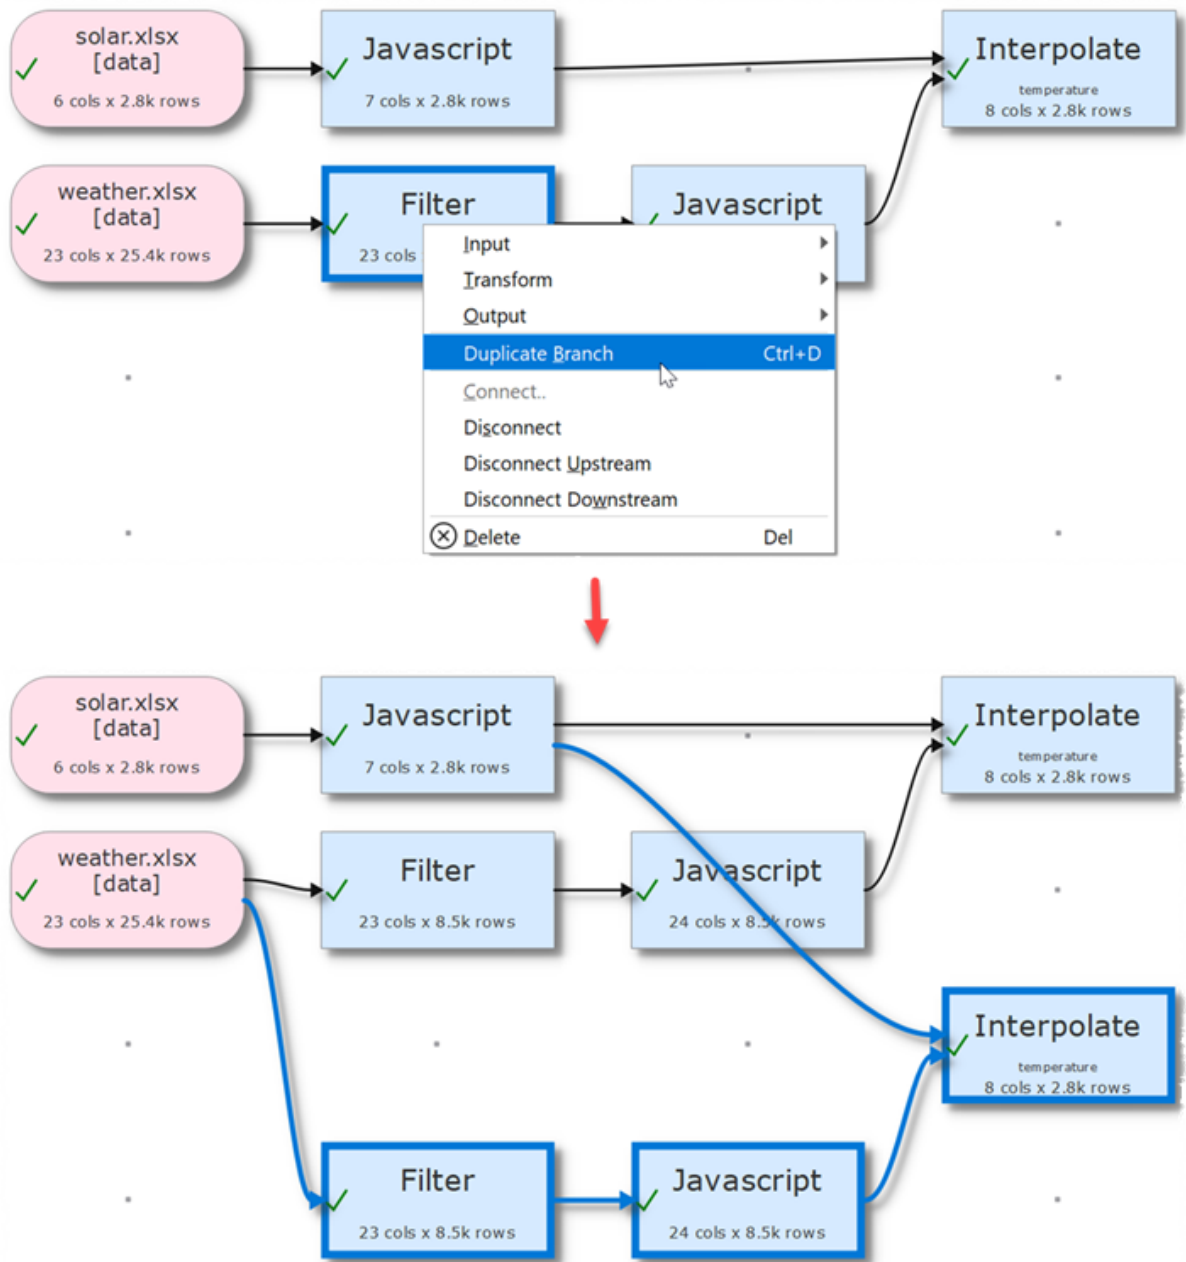 solar.xlsx
[data]
6 cols x 2.8k rows
Javascript
7 cols x 2.8k rows
Interpolate
temperature
8 cols x 2.8k rows
weather.xlsx
[data]
23 cols x 25.4k rows
Filter
23 cols
Javascript
Input
Transform
Output
Duplicate Branch Ctrl+D
Connect..
Disconnect
Disconnect Upstream
Disconnect Downstream
Delete Del
solar.xlsx
[data]
6 cols x 2.8k rows
Javascript
7 cols x 2.8k rows
Interpolate
temperature
8 cols x 2.8k rows
weather.xlsx
[data]
23 cols x 25.4k rows
Filter
23 cols x 8.5k rows
Javascript
24 cols x 8.5k rows
Interpolate
temperature
8 cols x 2.8k rows
Filter
23 cols x 8.5k rows
Javascript
24 cols x 8.5k rows